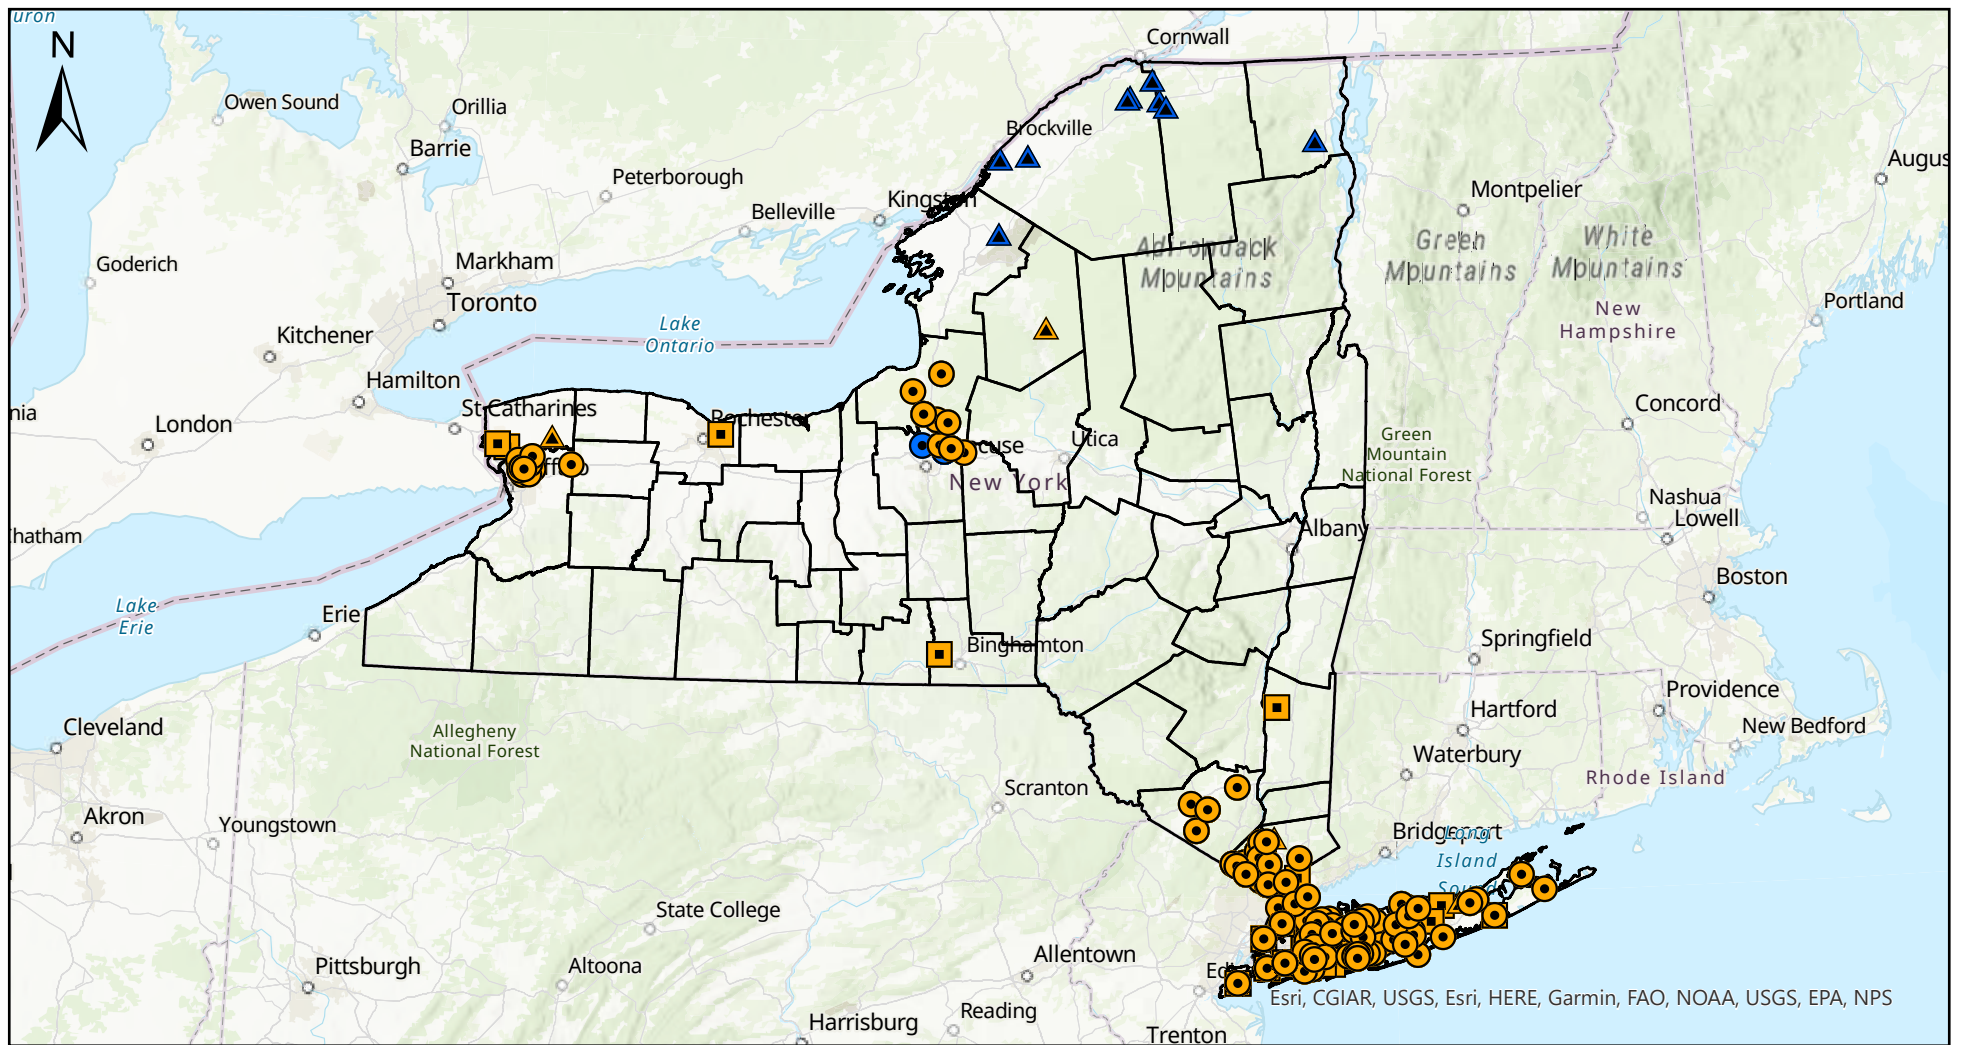 uron
N
Cornwall
Owen Sound
Orillia
Brockville
Barrie
Augus
Peterborough
Montpelier
Belleville
Kingston
Adirondack
Mountains
Green
Mountains
White
Mountains
Goderich
Markham
Toronto
Portland
New
Hampshire
Lake
Ontario
Kitchener
Hamilton
nia
St Catharines
Rochester
Concord
London
cuse
Utica
Green
Mountain
National Forest
ffalo
New York
Nashua
Lowell
Chatham
Albany
Boston
Lake
Erie
Erie
Binghamton
Springfield
Providence
Cleveland
Hartford
New Bedford
Allegheny
National Forest
Waterbury
Rhode Island
Scranton
Akron
Youngstown
Bridgeport
Long
Island
Sound
State College
Pittsburgh
Altoona
Allentown
Ed
Esri, CGIAR, USGS, Esri, HERE, Garmin, FAO, NOAA, USGS, EPA, NPS
Harrisburg
Reading
Trenton